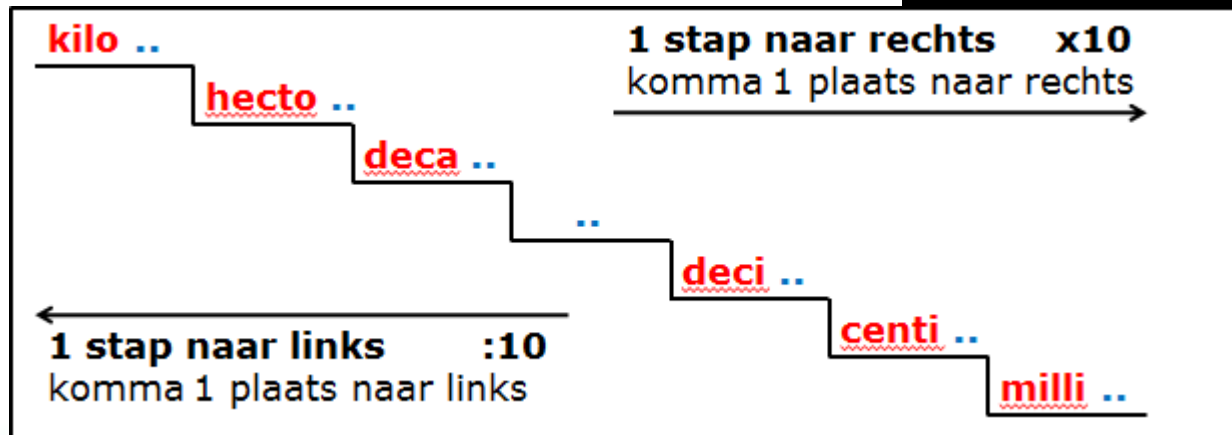 kilo ..
1 stap naar rechts x10
komma 1 plaats naar rechts
hecto ..
deca ..
..
deci ..
1 stap naar links :10
komma 1 plaats naar links
centi ..
milli ..